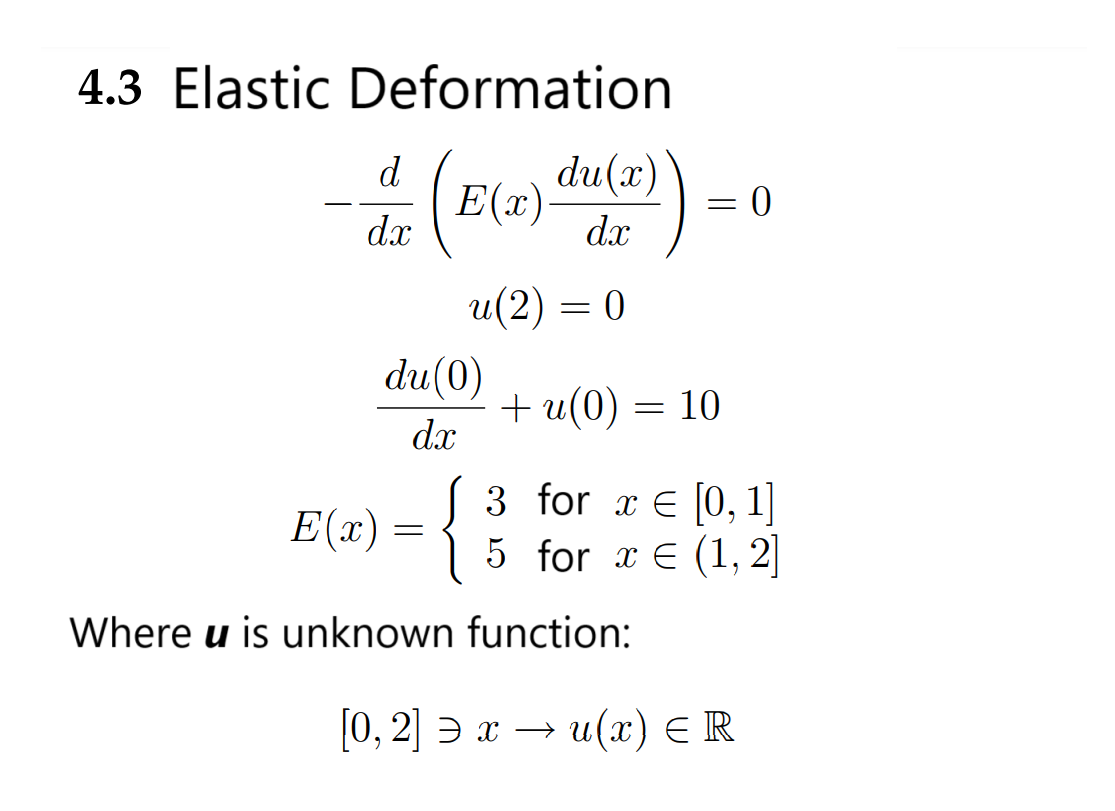 4.3 Elastic Deformation
$-\frac{d}{dx}\left(E(x)\frac{du(x)}{dx}\right) = 0$
$u(2) = 0$
$\frac{du(0)}{dx} + u(0) = 10$
$E(x) = \begin{cases} 3 & \text{for } x \in [0, 1] \\ 5 & \text{for } x \in (1, 2] \end{cases}$
Where u is unknown function:
$[0, 2] \ni x \rightarrow u(x) \in \mathbb{R}$